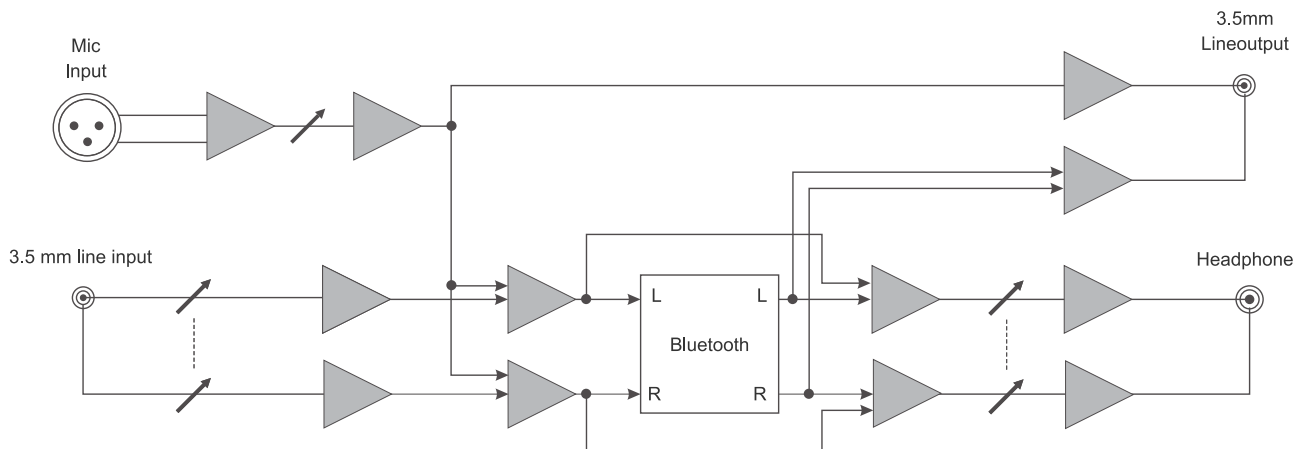 Mic
Input
3.5mm
Lineoutput
3.5 mm line input
Headphone
L
L
Bluetooth
R
R